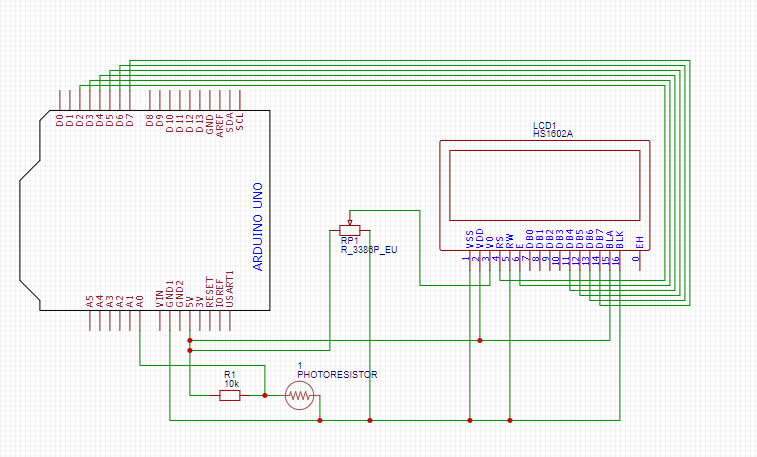 D0
D1
D2
D3
D4
D5
D6
D7
D8
D9
D10
D11
D12
D13
GND
AREF
SDA
SCL
LCD1
HS1602A
ARDUINO UNO
RP1
R_3386P_EU
VSS
VDD
V0
RS
RW
E
DB0
DB1
DB2
DB3
DB4
DB5
DB6
DB7
BLA
BLK
EH
1
2
3
4
5
6
7
8
9
10
11
12
13
14
15
16
0
A5
A4
A3
A2
A1
A0
VIN
GND1
GND2
5V
3V
RESET
IOREF
USART1
R1
10k
1
PHOTORESISTOR